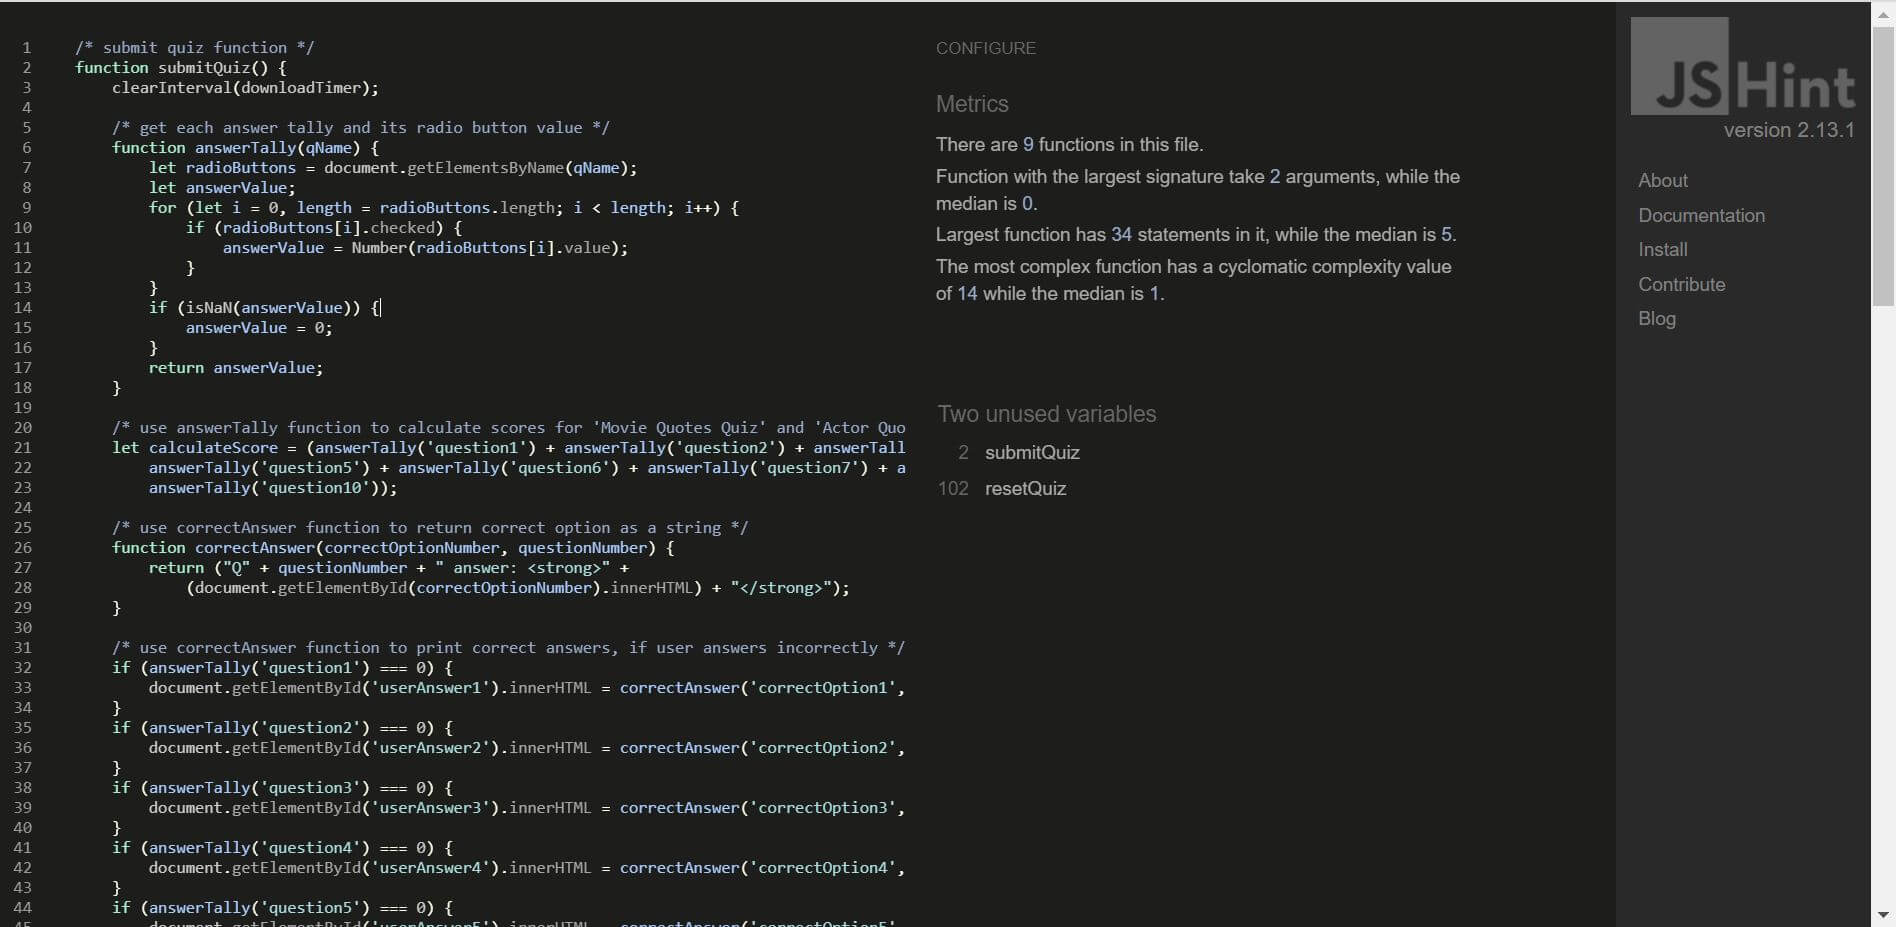 1 /* submit quiz function */
2 function submitQuiz() {
3 clearInterval(downloadTimer);
4
5 /* get each answer tally and its radio button value */
6 function answerTally(qName) {
7 let radioButtons = document.getElementsByName(qName);
8 let answerValue;
9 for (let i = 0, length = radioButtons.length; i < length; i++) {
10 if (radioButtons[i].checked) {
11 answerValue = Number(radioButtons[i].value);
12 }
13 }
14 if (isNaN(answerValue)) {
15 answerValue = 0;
16 }
17 return answerValue;
18 }
19
20 /* use answerTally function to calculate scores for 'Movie Quotes Quiz' and 'Actor Quo
21 let calculateScore = (answerTally('question1') + answerTally('question2') + answerTall
22 answerTally('question5') + answerTally('question6') + answerTally('question7') + a
23 answerTally('question10'));
24
25 /* use correctAnswer function to return correct option as a string */
26 function correctAnswer(correctOptionNumber, questionNumber) {
27 return ("Q" + questionNumber + " answer: <strong>" +
28 (document.getElementById(correctOptionNumber).innerHTML) + "</strong>");
29 }
30
31 /* use correctAnswer function to print correct answers, if user answers incorrectly */
32 if (answerTally('question1') === 0) {
33 document.getElementById('userAnswer1').innerHTML = correctAnswer('correctOption1',
34 }
35 if (answerTally('question2') === 0) {
36 document.getElementById('userAnswer2').innerHTML = correctAnswer('correctOption2',
37 }
38 if (answerTally('question3') === 0) {
39 document.getElementById('userAnswer3').innerHTML = correctAnswer('correctOption3',
40 }
41 if (answerTally('question4') === 0) {
42 document.getElementById('userAnswer4').innerHTML = correctAnswer('correctOption4',
43 }
44 if (answerTally('question5') === 0) {
45 document.getElementById('userAnswer5').innerHTML = correctAnswer('correctOption5'
CONFIGURE
Metrics
There are 9 functions in this file.
Function with the largest signature take 2 arguments, while the
median is 0.
Largest function has 34 statements in it, while the median is 5.
The most complex function has a cyclomatic complexity value
of 14 while the median is 1.
Two unused variables
2 submitQuiz
102 resetQuiz
JSHint
version 2.13.1
About
Documentation
Install
Contribute
Blog